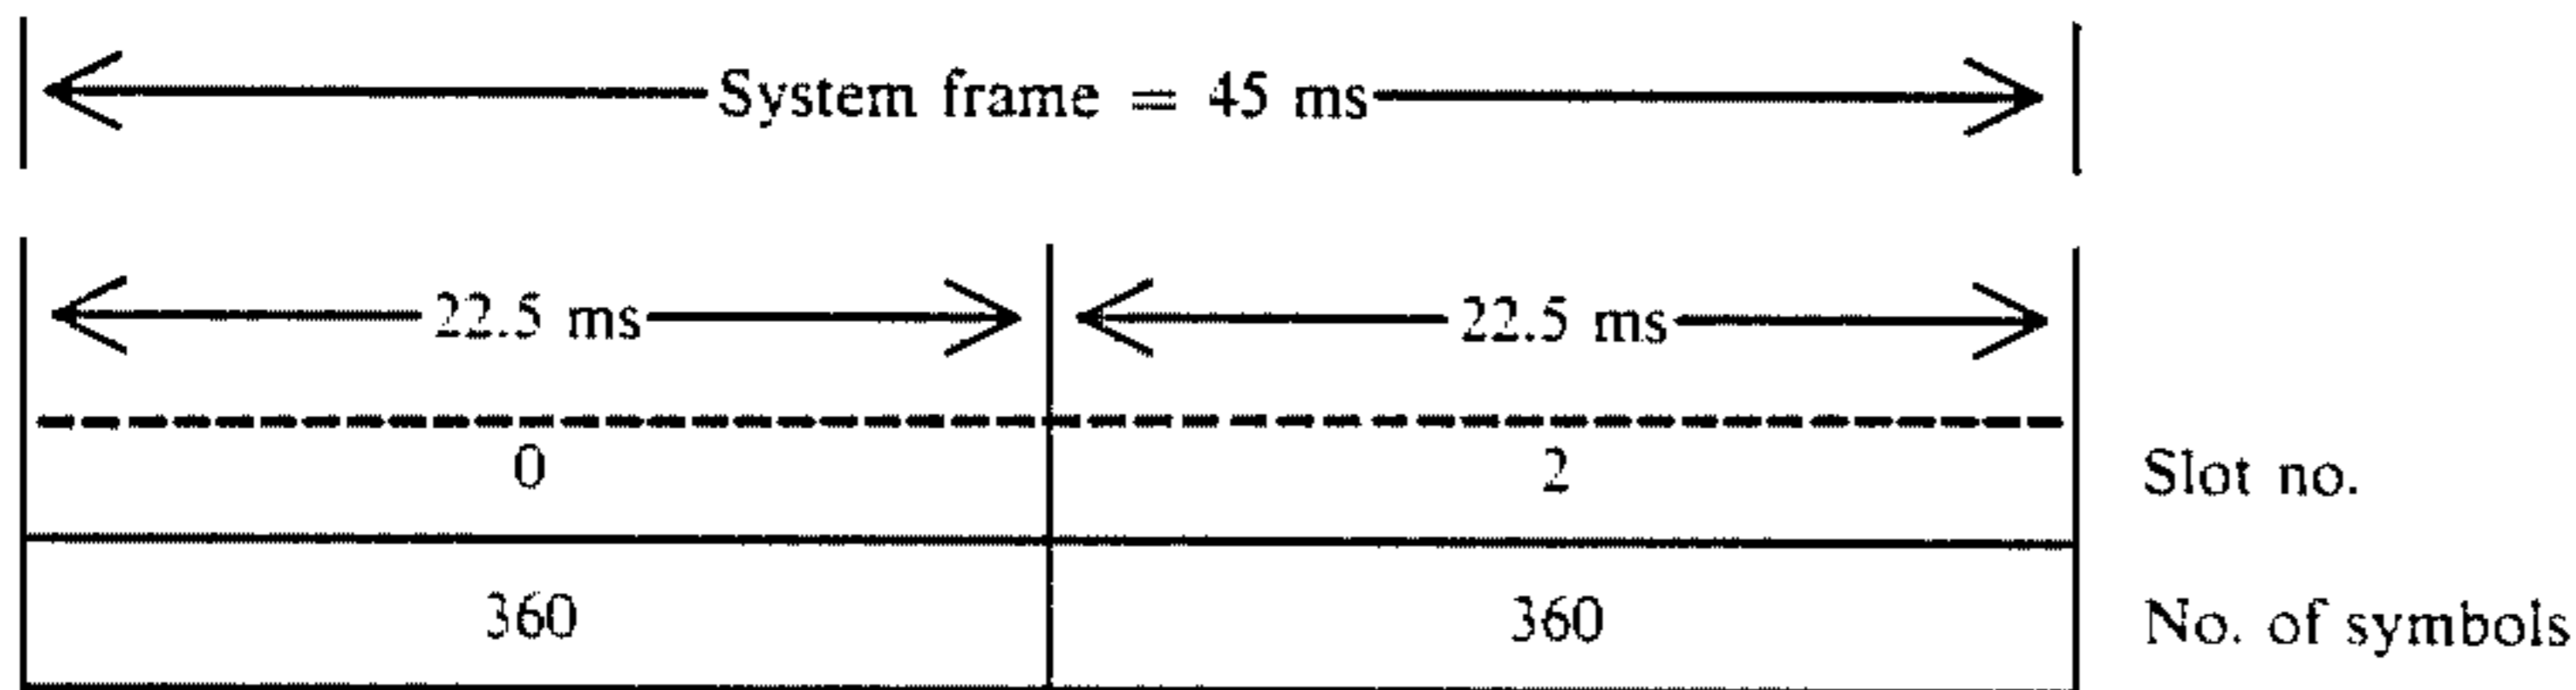 System frame = 45 ms
22.5 ms 22.5 ms
0 2 Slot no.
360 360 No. of symbols